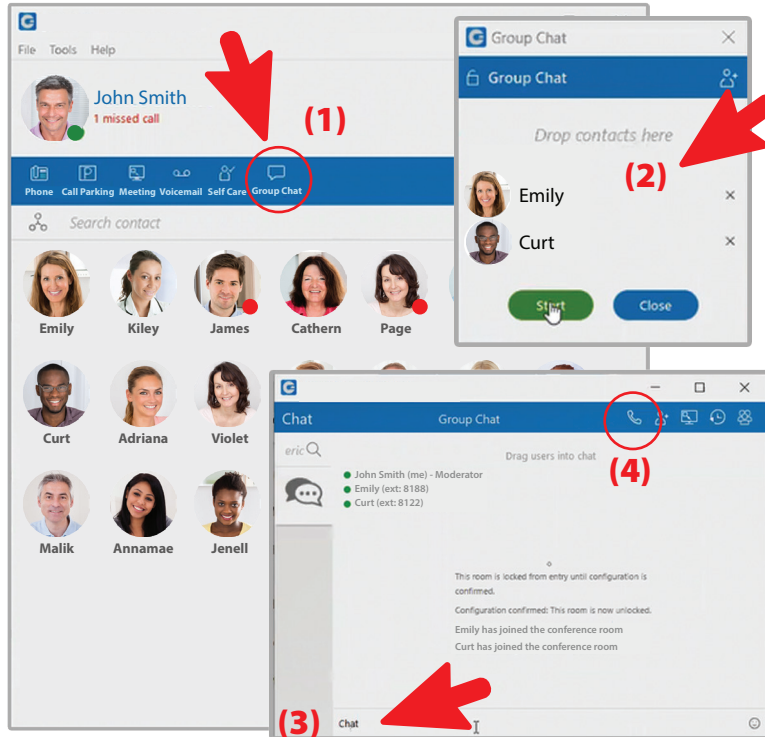 File Tools Help
John Smith
1 missed call
(1)
Phone Call Parking Meeting Voicemail Self Care Group Chat
Search contact
Emily Kiley James Cathern Page
Curt Adriana Violet
Malik Annamae Jenell
Group Chat
Group Chat
Drop contacts here
(2)
Emily
Curt
Start Close
Chat Group Chat
(4)
eric
Drag users into chat
John Smith (me) - Moderator
Emily (ext: 8188)
Curt (ext: 8122)
This room is locked from entry until configuration is
confirmed.
Configuration confirmed: This room is now unlocked.
Emily has joined the conference room
Curt has joined the conference room
(3)
Chat